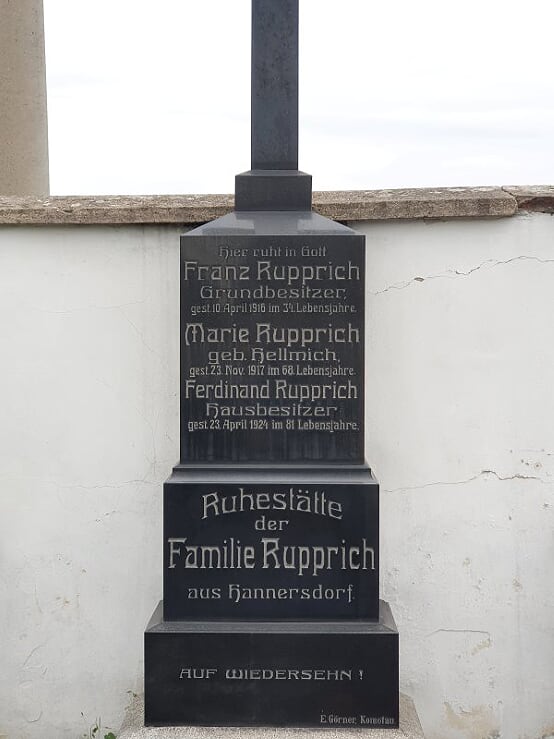 Hier ruht in Gott
Franz Rupprich
Grundbesitzer,
gest. 10. April 1916 im 34. Lebensjahre.
Marie Rupprich
geb. Hellmich,
gest. 23. Nov. 1917 im 68. Lebensjahre.
Ferdinand Rupprich
Hausbesitzer
gest. 23. April 1924 im 81. Lebensjahre.
Ruhestätte
der
Familie Rupprich
aus Hannersdorf.
AUF WIEDERSEHN!
E. Görner, Komotau.